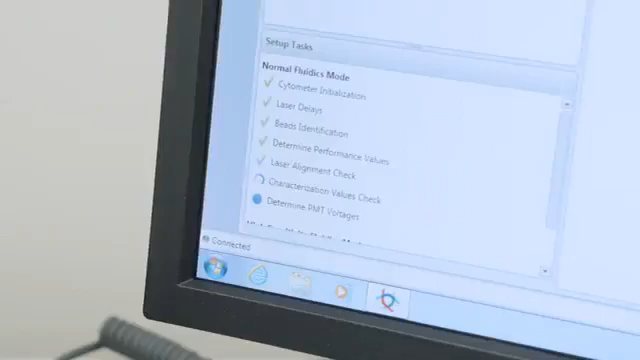 Setup Tasks
Normal Fluidics Mode
Cytometer Initialization
Laser Delays
Beads Identification
Determine Performance Values
Laser Alignment Check
Characterization Values Check
Determine PMT Voltages
Connected